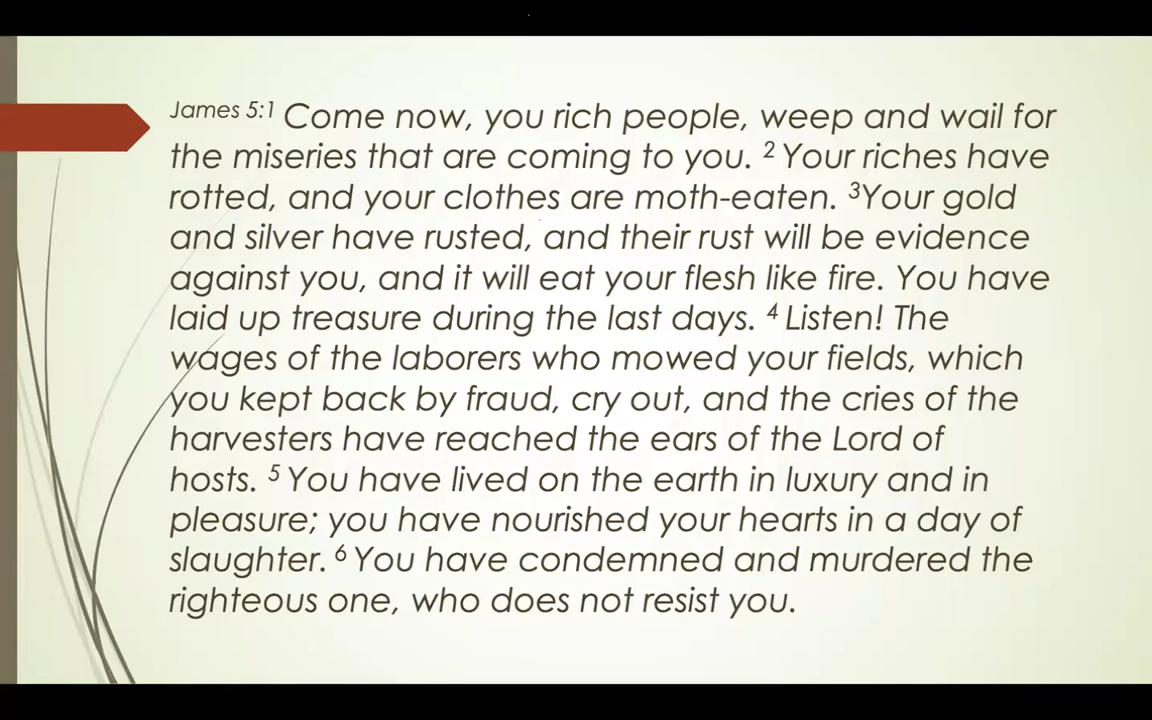 James 5:1 Come now, you rich people, weep and wail for
the miseries that are coming to you. 2 Your riches have
rotted, and your clothes are moth-eaten. 3Your gold
and silver have rusted, and their rust will be evidence
against you, and it will eat your flesh like fire. You have
laid up treasure during the last days. 4 Listen! The
wages of the laborers who mowed your fields, which
you kept back by fraud, cry out, and the cries of the
harvesters have reached the ears of the Lord of
hosts. 5 You have lived on the earth in luxury and in
pleasure; you have nourished your hearts in a day of
slaughter. 6 You have condemned and murdered the
righteous one, who does not resist you.